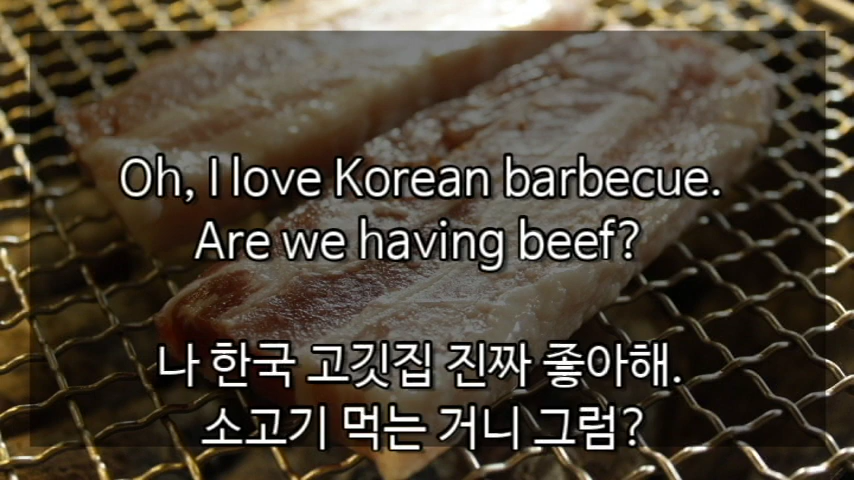 Oh, I love Korean barbecue.
Are we having beef?
나 한국 고깃집 진짜 좋아해.
소고기 먹는 거니 그럼?